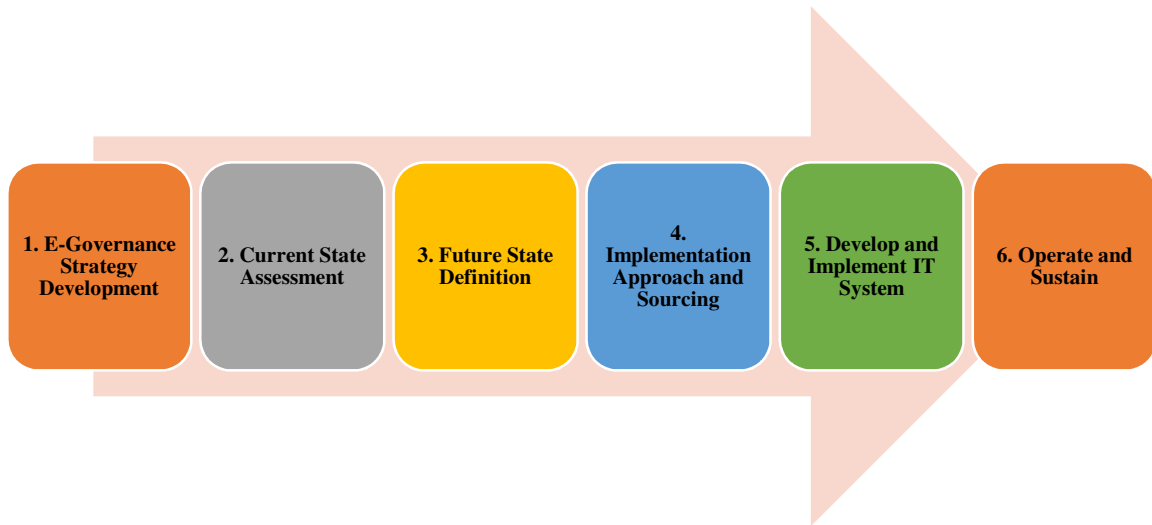 1. E-Governance
Strategy
Development
2. Current State
Assessment
3. Future State
Definition
4.
Implementation
Approach and
Sourcing
5. Develop and
Implement IT
System
6. Operate and
Sustain